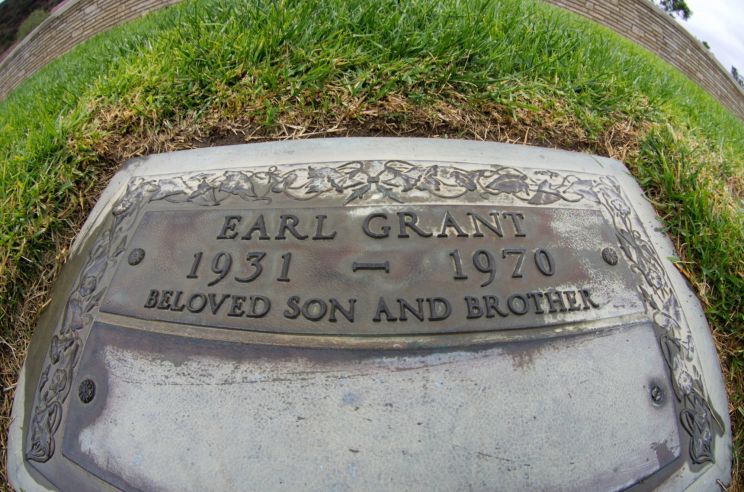 EARL GRANT
1931 — 1970
BELOVED SON AND BROTHER